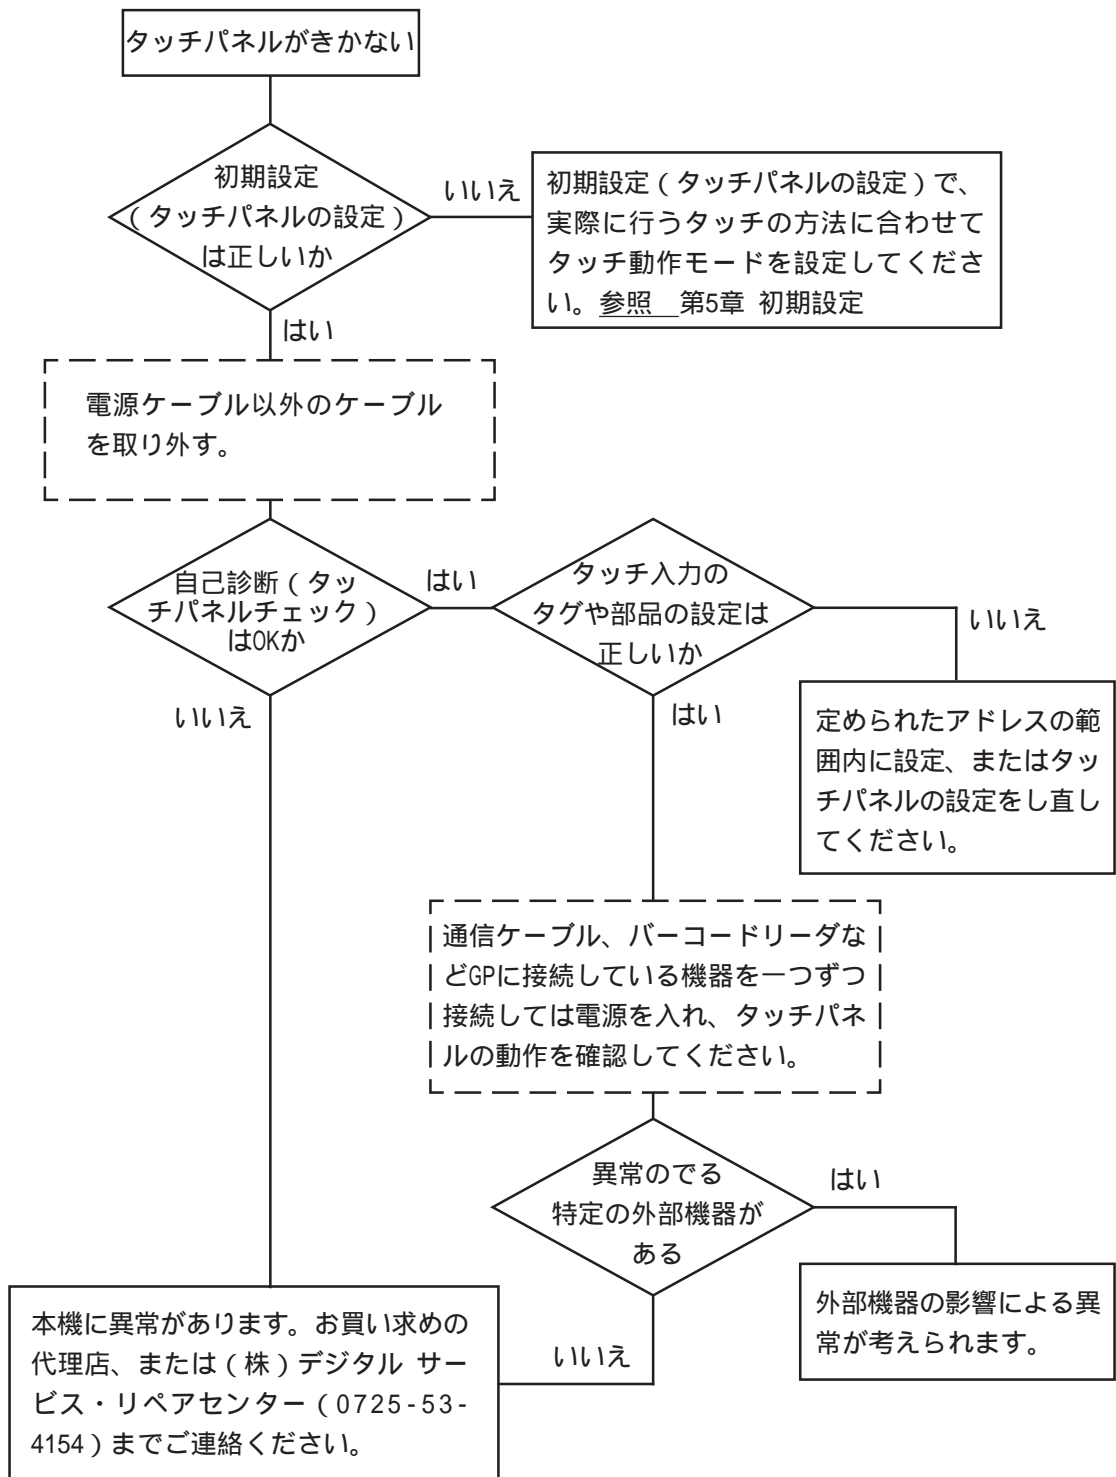 タッチパネルがきかない
初期設定
（タッチパネルの設定）
は正しいか
いいえ
初期設定（タッチパネルの設定）で、
実際に行うタッチの方法に合わせて
タッチ動作モードを設定してくださ
い。参照　第5章 初期設定
はい
電源ケーブル以外のケーブル
を取り外す。
自己診断（タッ
チパネルチェック）
はOKか
はい
タッチ入力の
タグや部品の設定は
正しいか
いいえ
いいえ
はい
定められたアドレスの範
囲内に設定、またはタッ
チパネルの設定をし直し
てください。
通信ケーブル、バーコードリーダな
どGPに接続している機器を一つずつ
接続しては電源を入れ、タッチパネ
ルの動作を確認してください。
異常のでる
特定の外部機器が
ある
はい
外部機器の影響による異
常が考えられます。
いいえ
本機に異常があります。お買い求めの
代理店、または（株）デジタル サー
ビス・リペアセンター（0725-53-
4154）までご連絡ください。